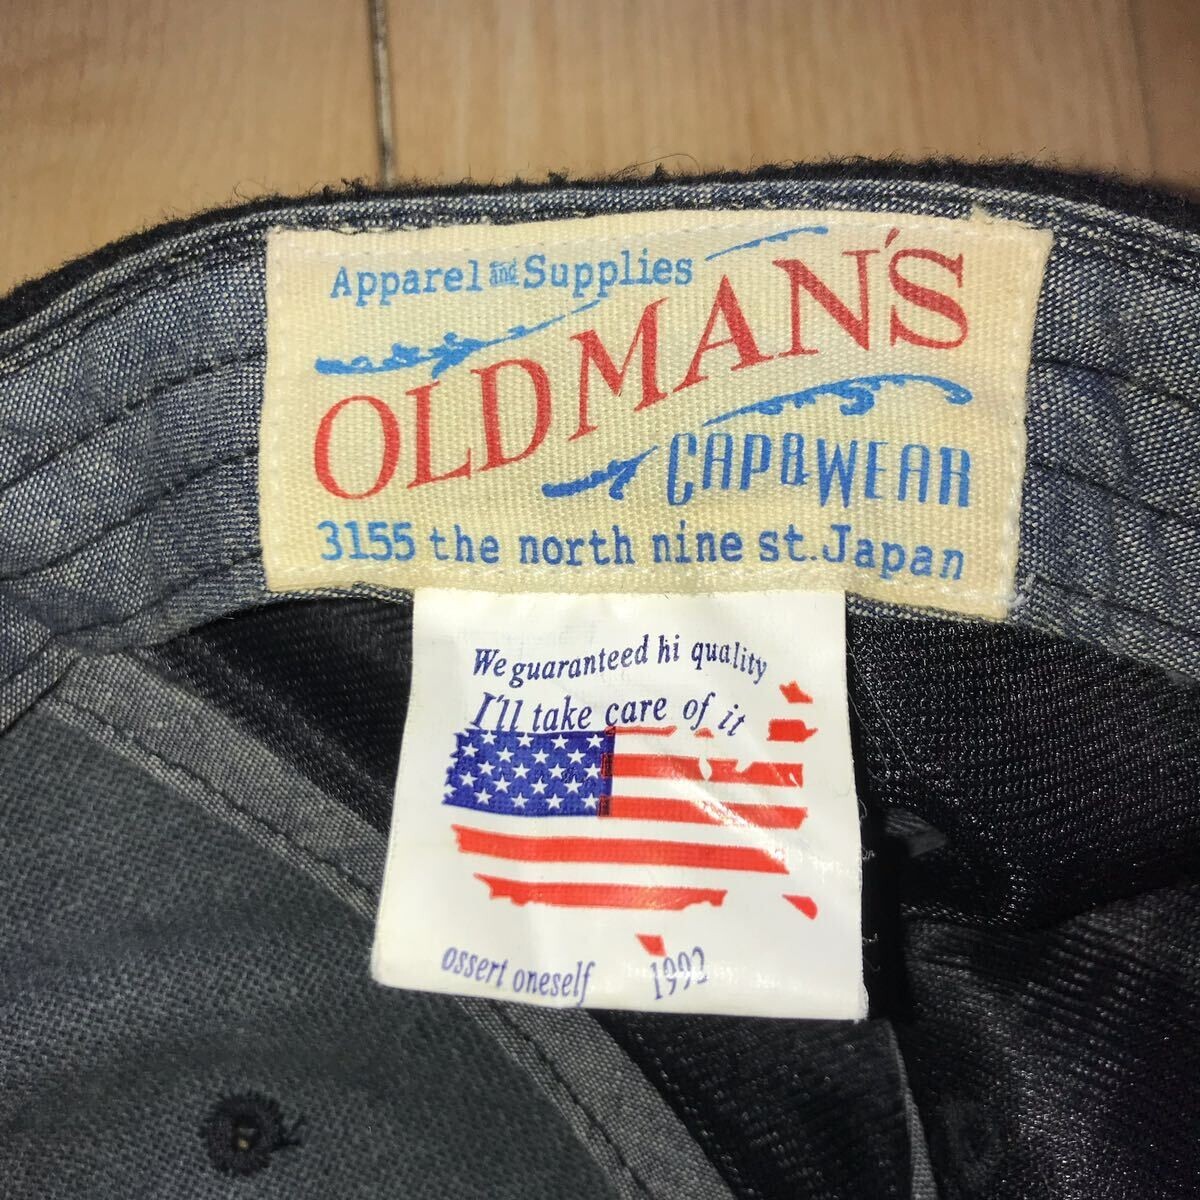 Apparel and Supplies
OLDMAN'S
CAP&WEAR
3155 the north nine st.Japan
We guaranteed hi quality
I'll take care of it
ossert oneself 1992